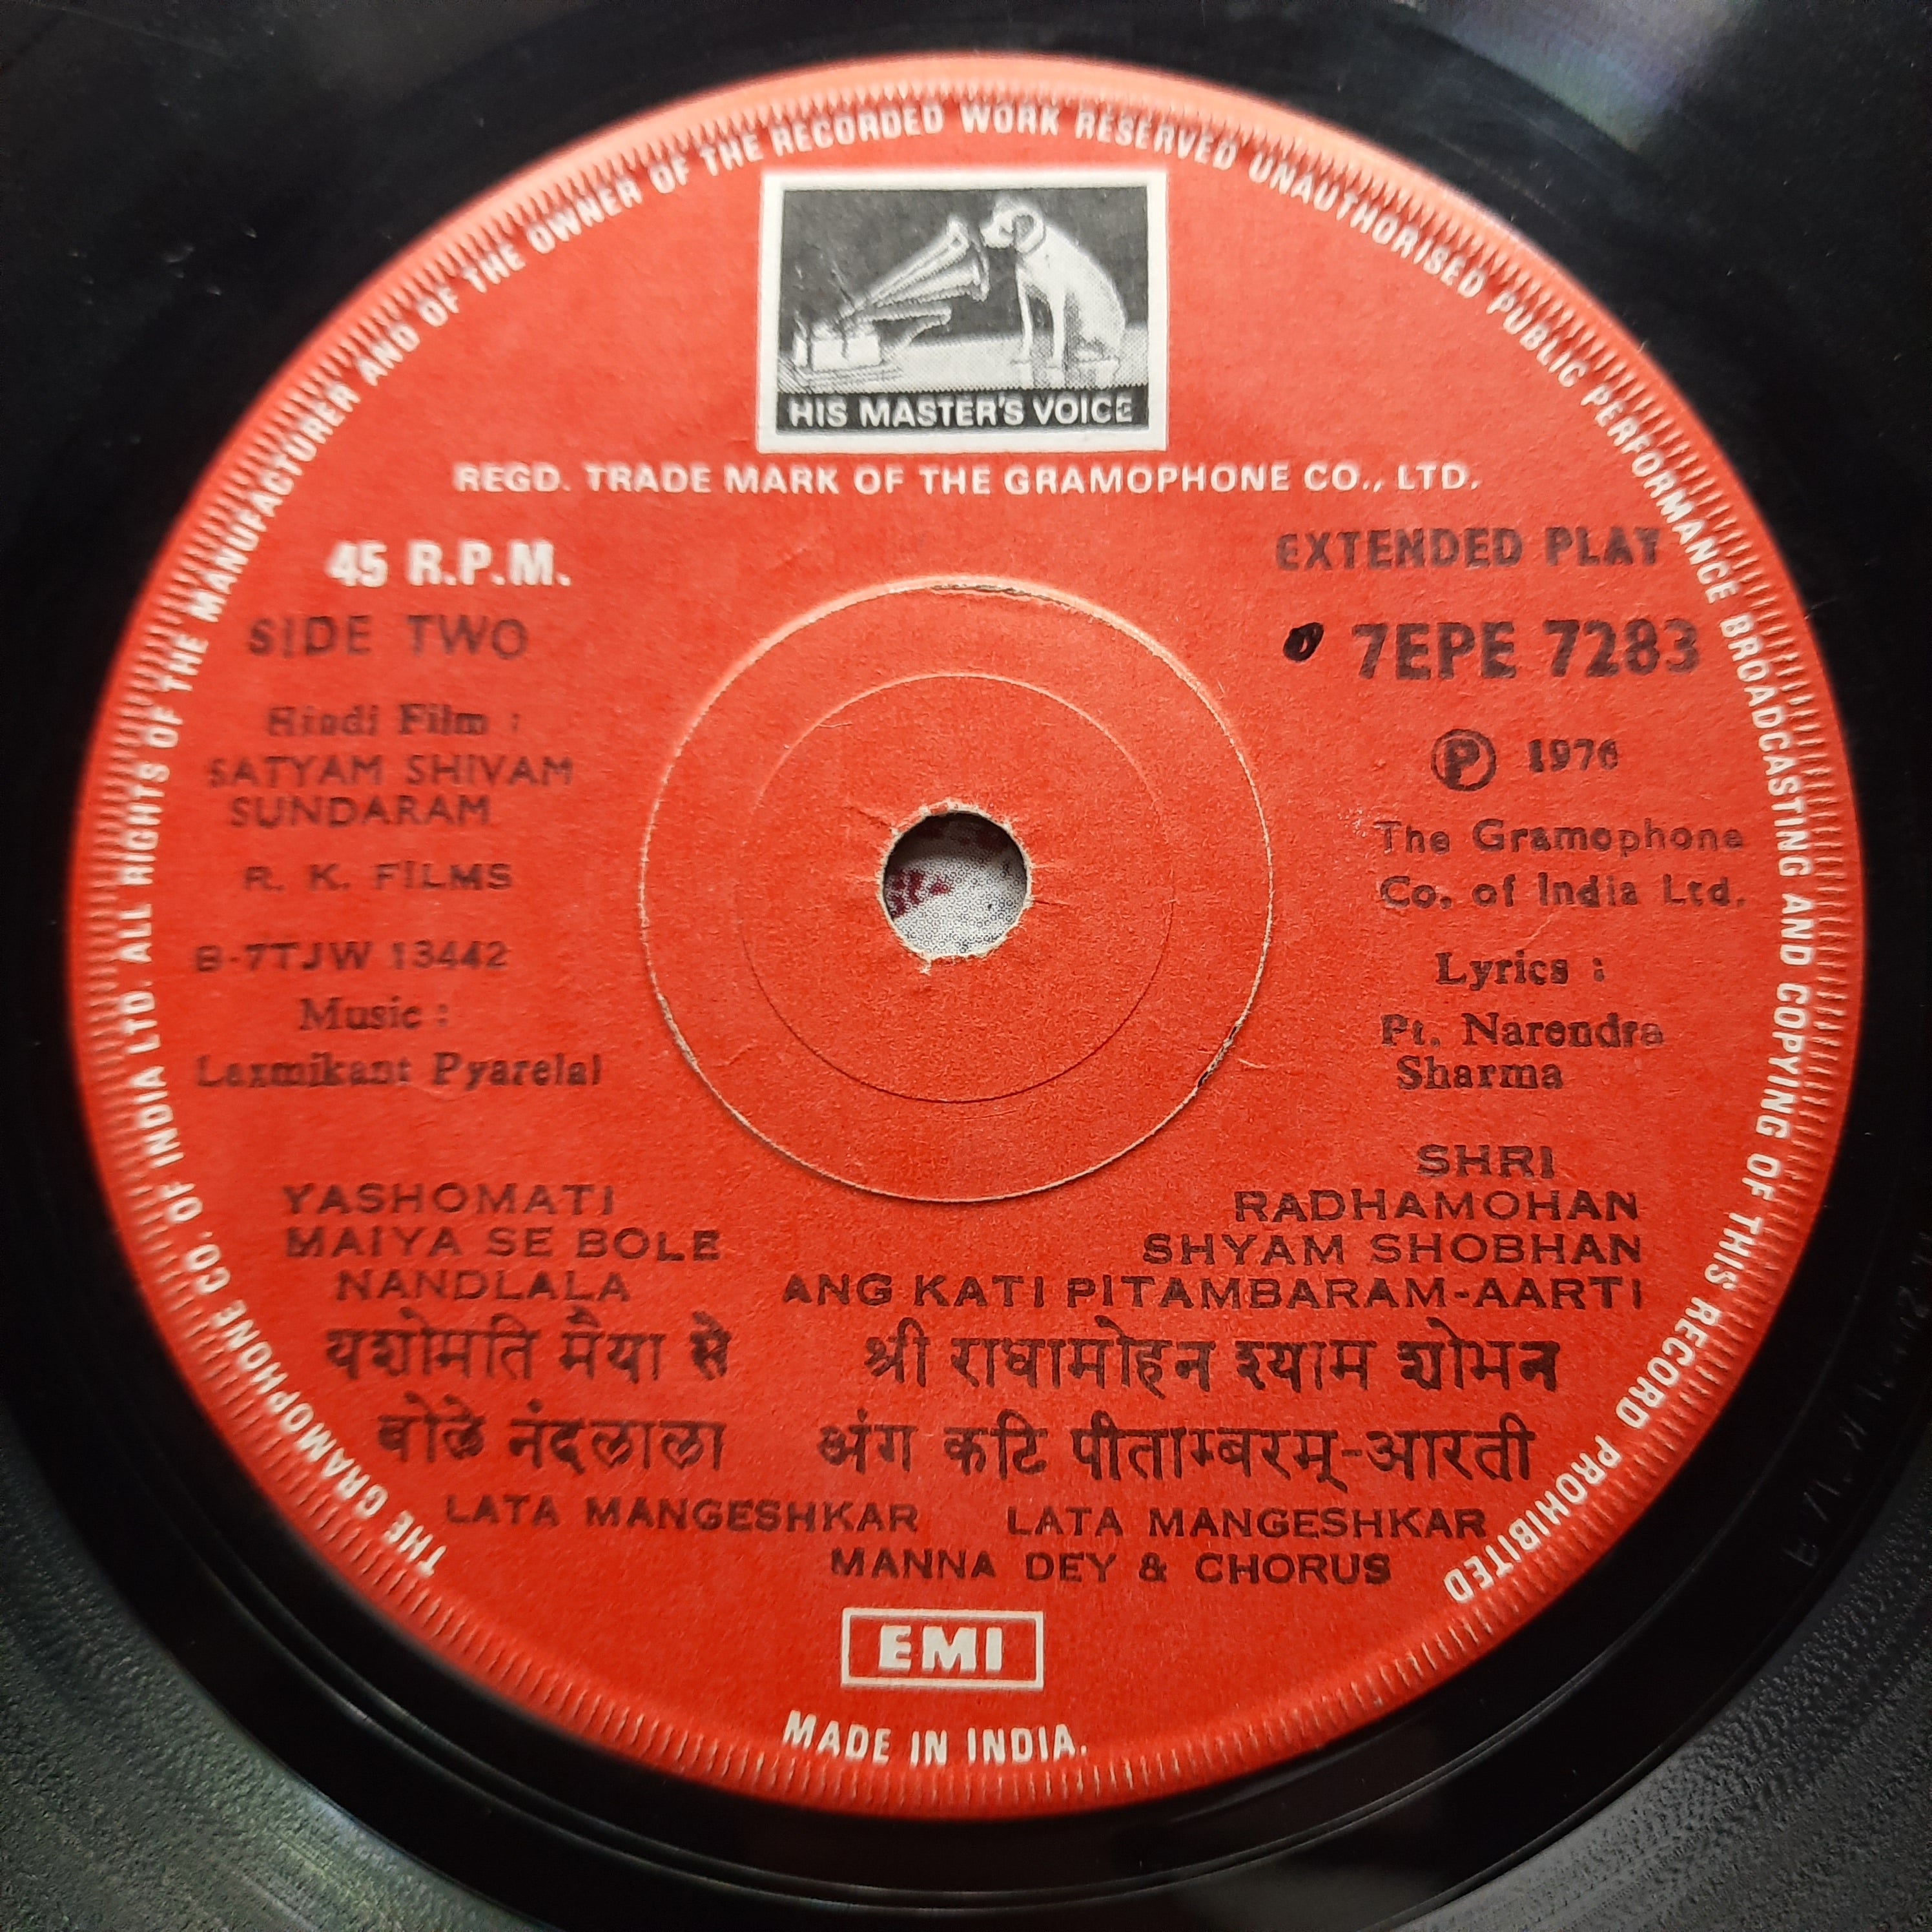 THE GRAMOPHONE CO. OF INDIA LTD. ALL RIGHTS OF THE MANUFACTURER AND OF THE OWNER OF THE RECORDED WORK RESERVED UNAUTHORISED PUBLIC PERFORMANCE BROADCASTING AND COPYING OF THIS RECORD PROHIBITED
HIS MASTER'S VOICE
REGD. TRADE MARK OF THE GRAMOPHONE CO., LTD.
45 R.P.M.
SIDE TWO
EXTENDED PLAY
7EPE 7283
Hindi Film :
SATYAM SHIVAM
SUNDARAM
R. K. FILMS
B-7TJW 13442
Music :
Laxmikant Pyarelal
℗ 1976
The Gramophone
Co. of India Ltd.
Lyrics :
Pt. Narendra
Sharma
YASHOMATI
MAIYA SE BOLE
NANDLALA
यशोमति मैया से
बोले नंदलाला
LATA MANGESHKAR
SHRI
RADHAMOHAN
SHYAM SHOBHAN
ANG KATI PITAMBARAM-AARTI
श्री राधामोहन श्याम शोभन
अंग कटि पीताम्बरम्-आरती
LATA MANGESHKAR
MANNA DEY & CHORUS
EMI
MADE IN INDIA.